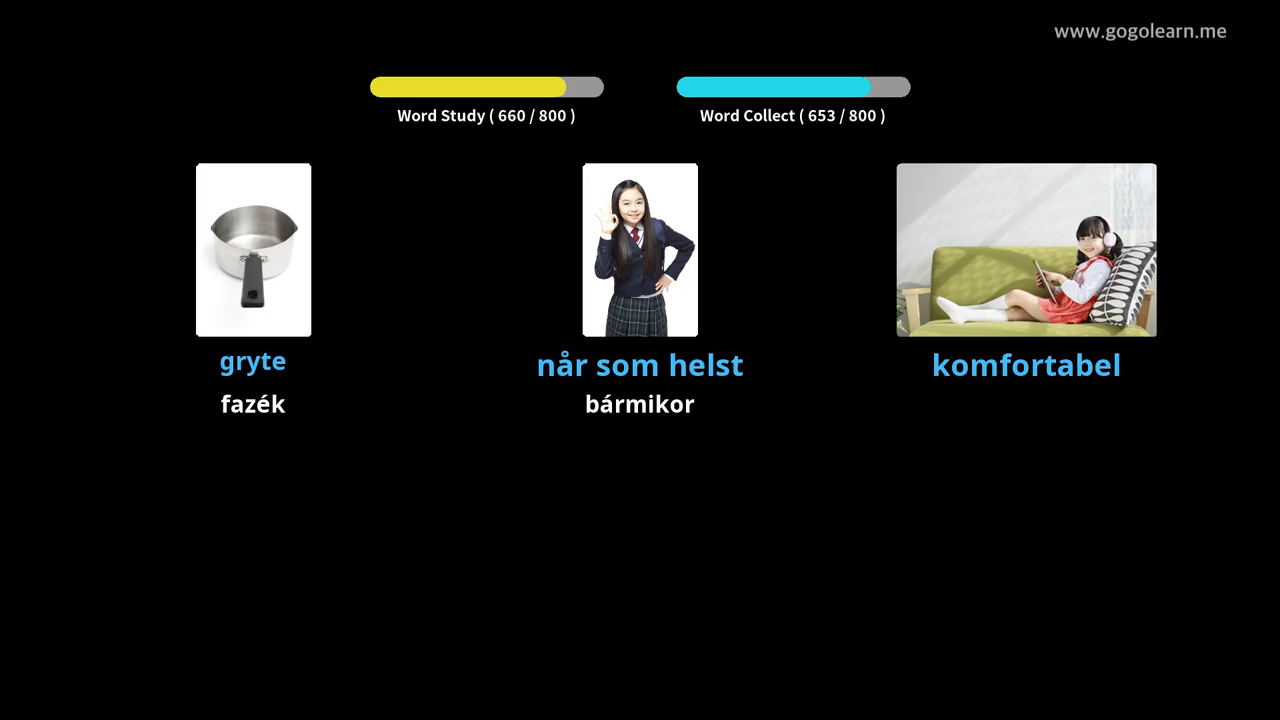 www.gogolearn.me
Word Study ( 660 / 800 )
Word Collect ( 653 / 800 )
gryte
når som helst
komfortabel
fazék
bármikor